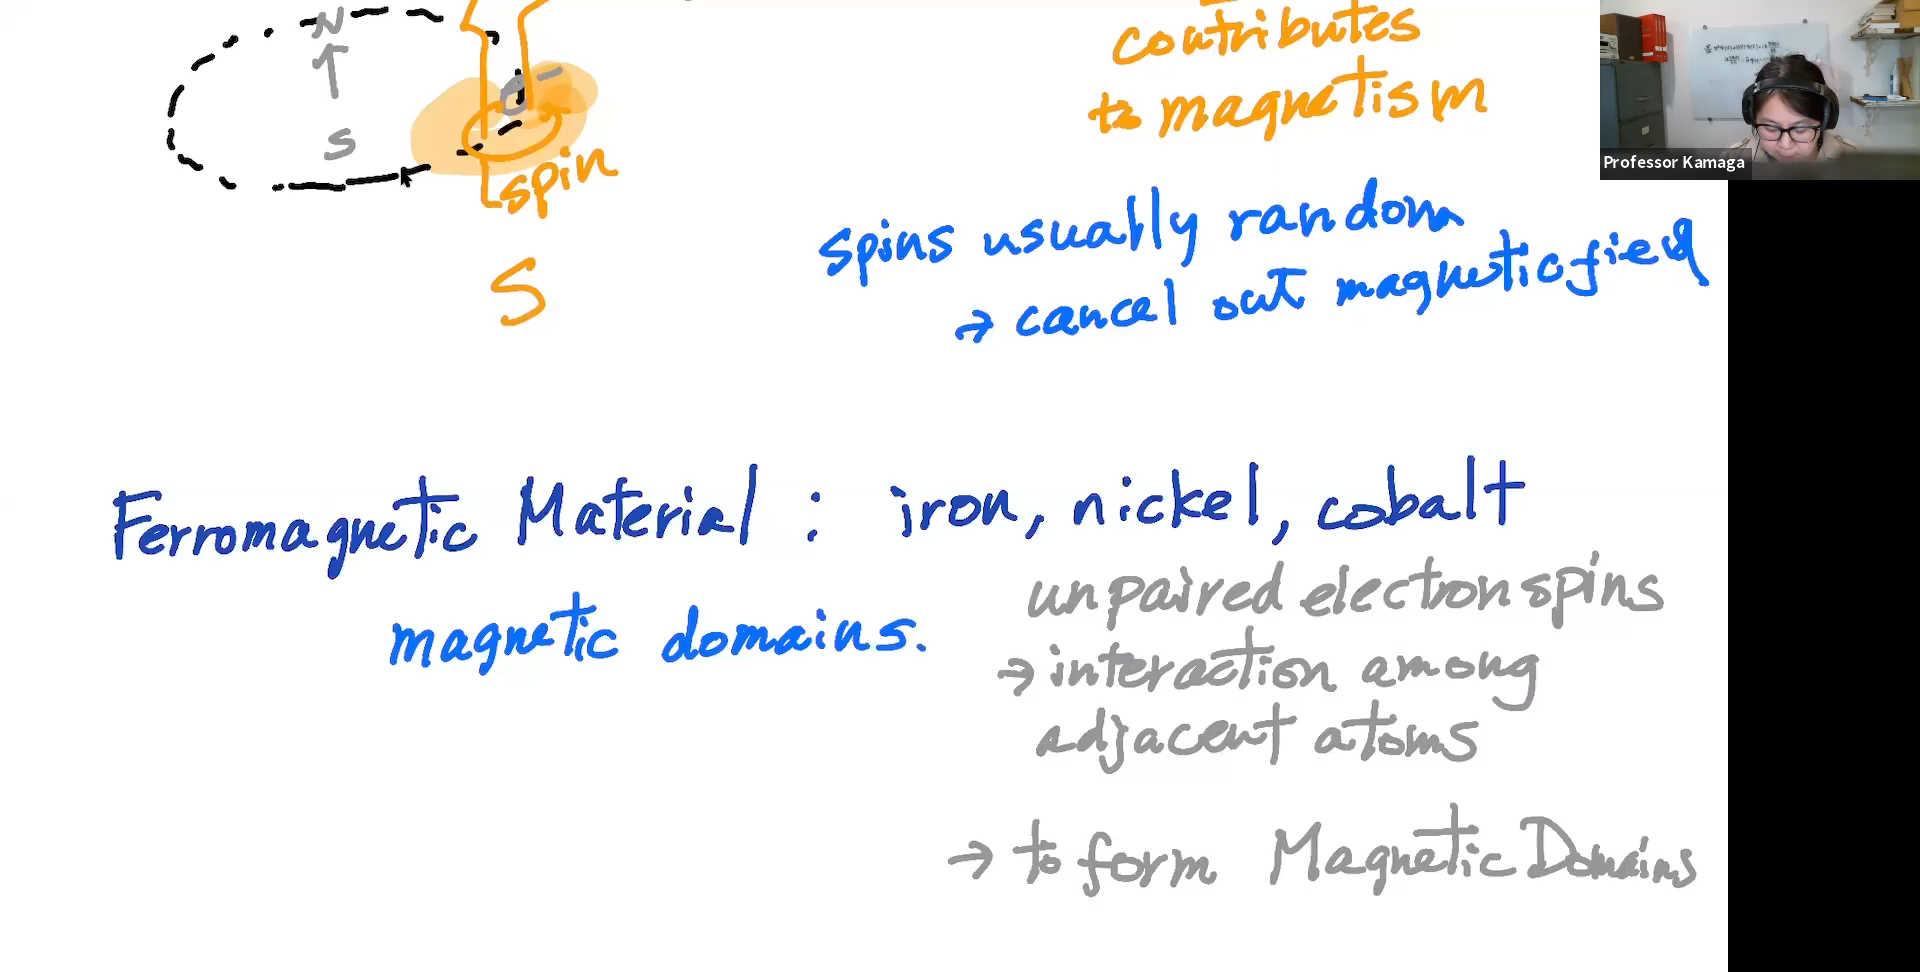 N
S
spin
S
contributes
to magnetism
Professor Kamaga
spins usually random
→ cancel out magnetic field
Ferromagnetic Material : iron, nickel, cobalt
magnetic domains.
unpaired electron spins
→ interaction among
adjacent atoms
→ to form Magnetic Domains